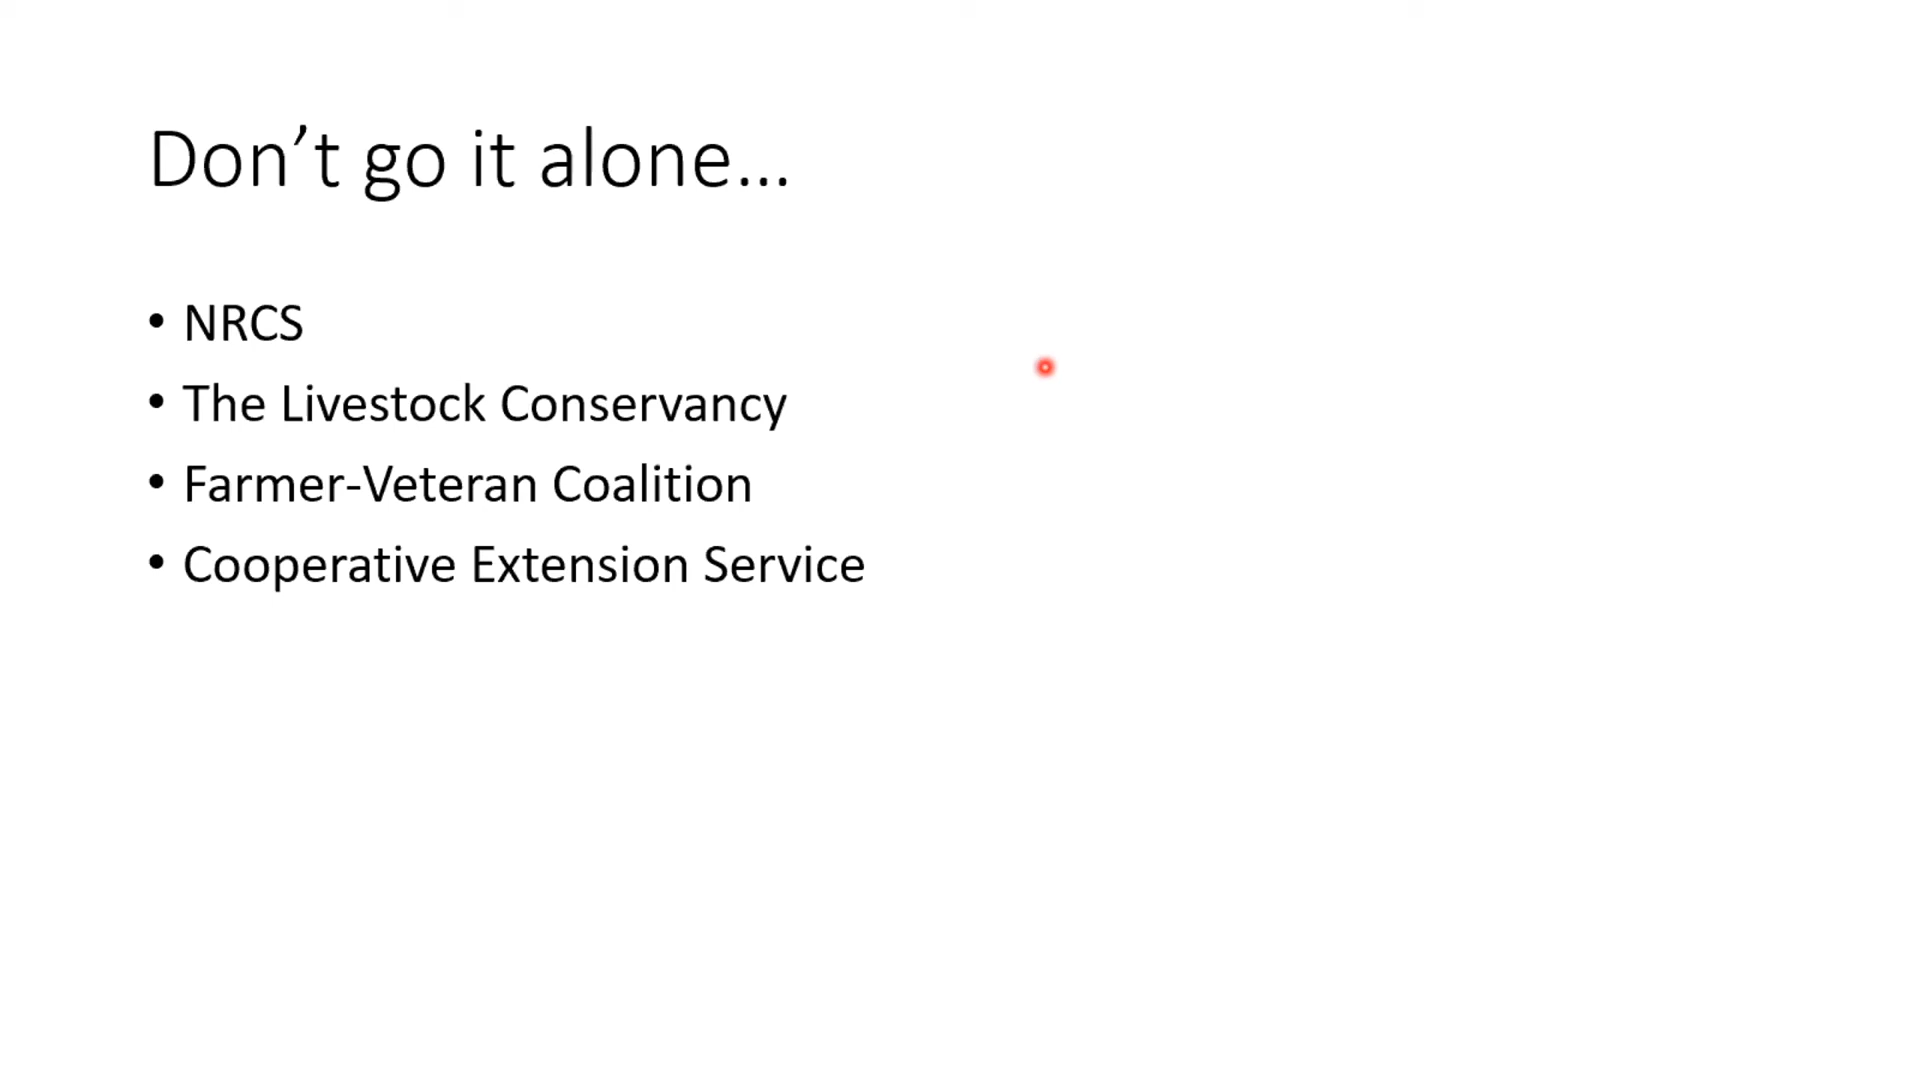 Don’t go it alone…
• NRCS
• The Livestock Conservancy
• Farmer-Veteran Coalition
• Cooperative Extension Service